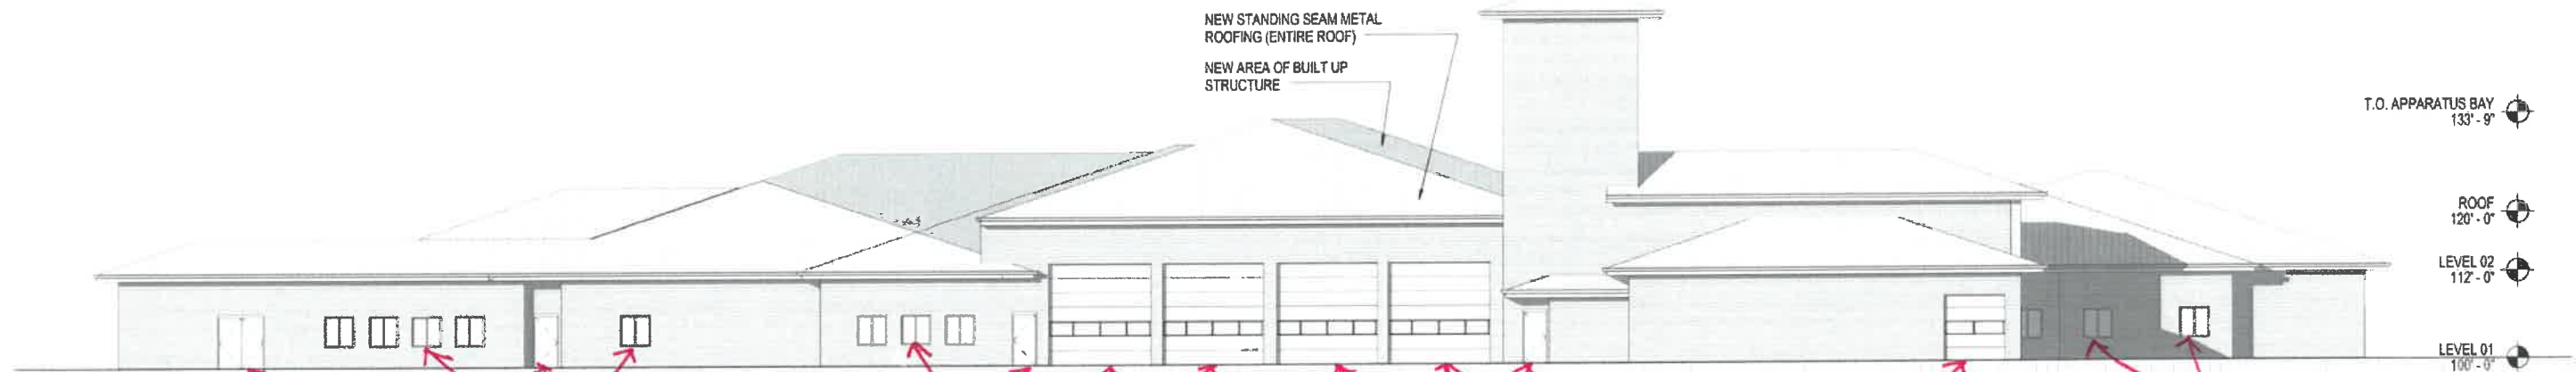 NEW STANDING SEAM METAL
ROOFING (ENTIRE ROOF)
NEW AREA OF BUILT UP
STRUCTURE
T.O. APPARATUS BAY
133' - 9"
ROOF
120' - 0"
LEVEL 02
112' - 0"
LEVEL 01
100' - 0"